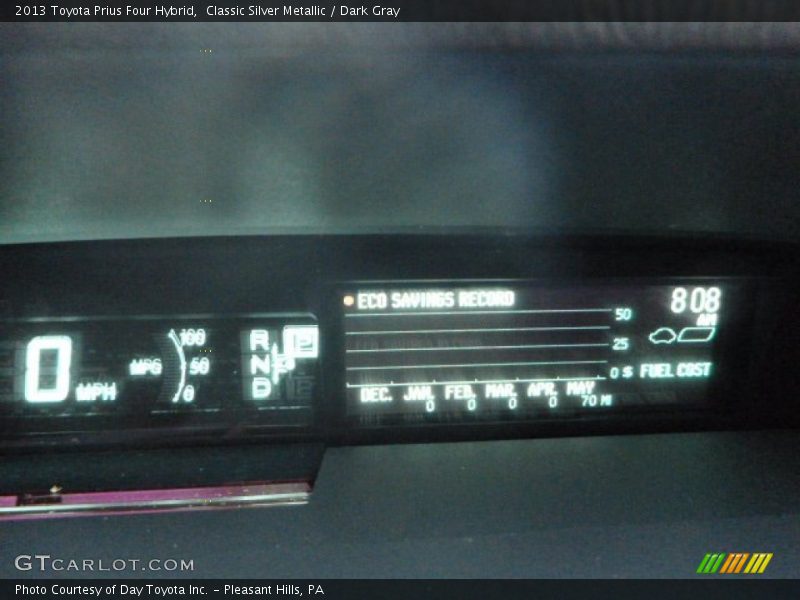 2013 Toyota Prius Four Hybrid, Classic Silver Metallic / Dark Gray
ECO SAVINGS RECORD
808
AM
50
25
0 $ FUEL COST
DEC. JAN. FEB. MAR. APR. MAY
0 0 0 0 70 MI
0 MPH
MPG
100
50
0
R
N
D
P
B
GTCARLOT.COM
Photo Courtesy of Day Toyota Inc. - Pleasant Hills, PA